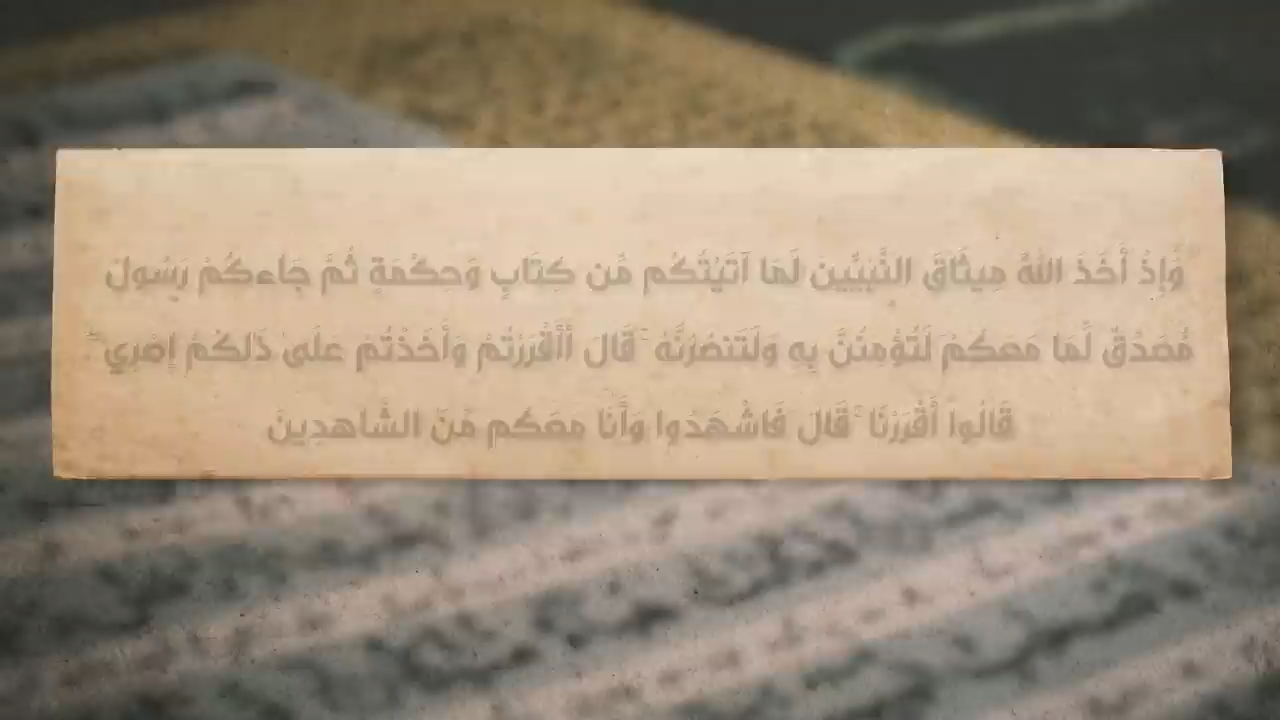 وَإِذْ أَخَذَ اللَّهُ مِيثَاقَ النَّبِيِّينَ لَمَا آتَيْتُكُم مِّن كِتَابٍ وَحِكْمَةٍ ثُمَّ جَاءَكُمْ رَسُولٌ
مُّصَدِّقٌ لِّمَا مَعَكُمْ لَتُؤْمِنُنَّ بِهِ وَلَتَنصُرُنَّهُ ۚ قَالَ أَأَقْرَرْتُمْ وَأَخَذْتُمْ عَلَىٰ ذَٰلِكُمْ إِصْرِي ۖ
قَالُوا أَقْرَرْنَا ۚ قَالَ فَاشْهَدُوا وَأَنَا مَعَكُم مِّنَ الشَّاهِدِينَ